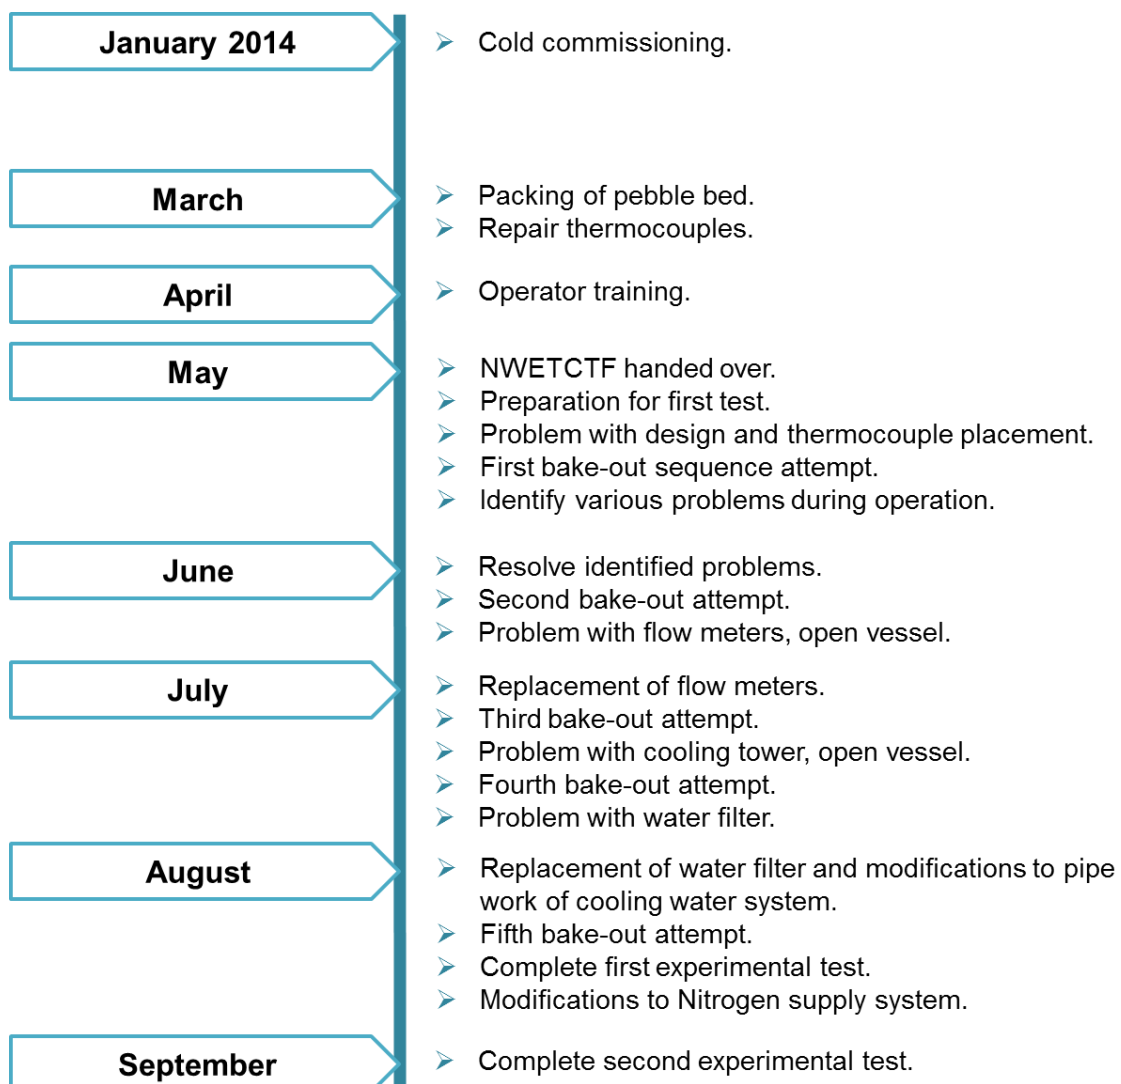 January 2014
Cold commissioning.
March
Packing of pebble bed.
Repair thermocouples.
April
Operator training.
May
NWETCTF handed over.
Preparation for first test.
Problem with design and thermocouple placement.
First bake-out sequence attempt.
Identify various problems during operation.
June
Resolve identified problems.
Second bake-out attempt.
Problem with flow meters, open vessel.
July
Replacement of flow meters.
Third bake-out attempt.
Problem with cooling tower, open vessel.
Fourth bake-out attempt.
Problem with water filter.
August
Replacement of water filter and modifications to pipe
work of cooling water system.
Fifth bake-out attempt.
Complete first experimental test.
Modifications to Nitrogen supply system.
September
Complete second experimental test.